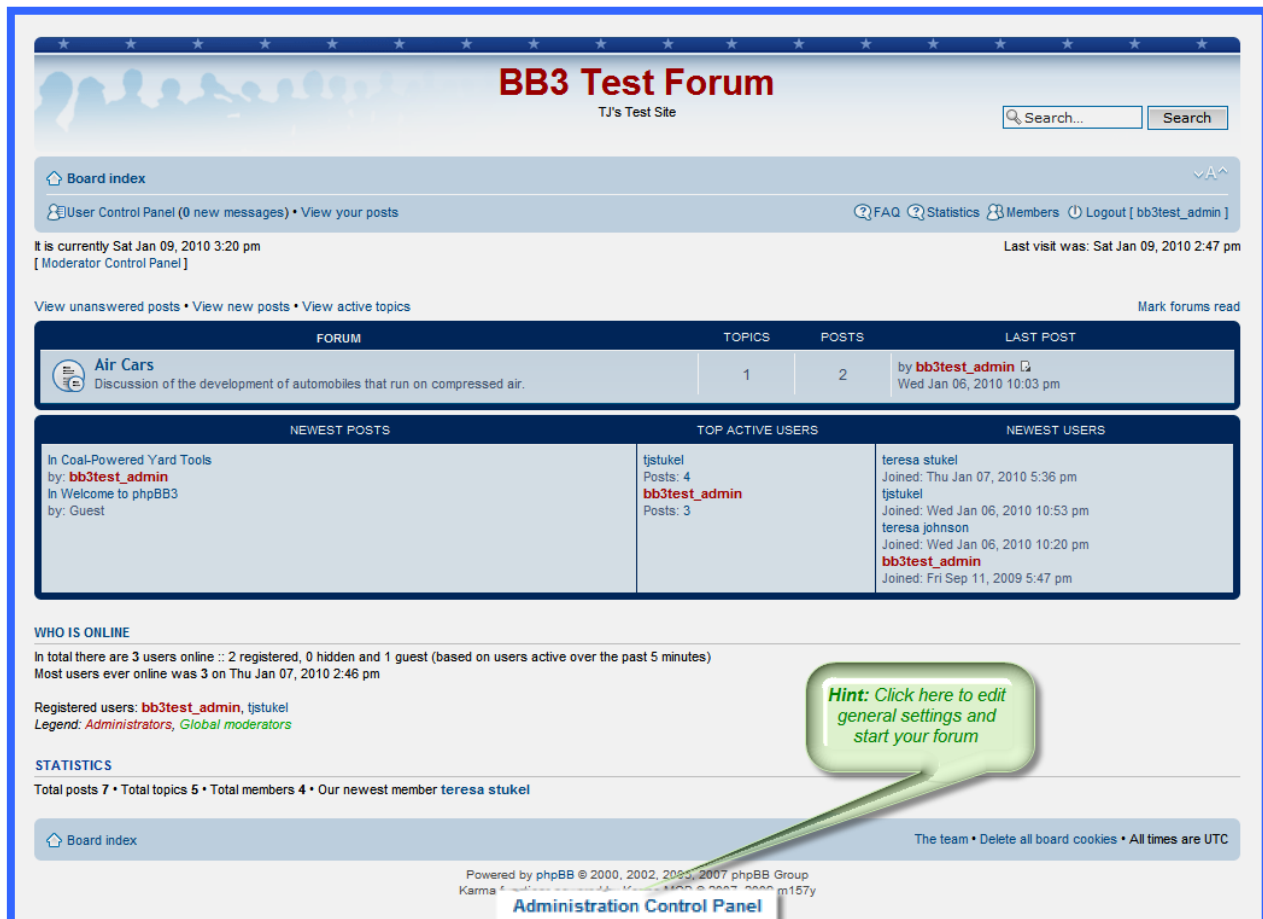 BB3 Test Forum
TJ's Test Site
Search...
Search
Board index
A
User Control Panel (0 new messages) • View your posts
FAQ Statistics Members Logout [ bb3test_admin ]
It is currently Sat Jan 09, 2010 3:20 pm
Last visit was: Sat Jan 09, 2010 2:47 pm
[ Moderator Control Panel ]
View unanswered posts • View new posts • View active topics
Mark forums read
FORUM TOPICS POSTS LAST POST
Air Cars
Discussion of the development of automobiles that run on compressed air.
1
2
by bb3test_admin
Wed Jan 06, 2010 10:03 pm
NEWEST POSTS
In Coal-Powered Yard Tools
by: bb3test_admin
In Welcome to phpBB3
by: Guest
TOP ACTIVE USERS
tjstukel
Posts: 4
bb3test_admin
Posts: 3
NEWEST USERS
teresa stukel
Joined: Thu Jan 07, 2010 5:36 pm
tjstukel
Joined: Wed Jan 06, 2010 10:53 pm
teresa johnson
Joined: Wed Jan 06, 2010 10:20 pm
bb3test_admin
Joined: Fri Sep 11, 2009 5:47 pm
WHO IS ONLINE
In total there are 3 users online :: 2 registered, 0 hidden and 1 guest (based on users active over the past 5 minutes)
Most users ever online was 3 on Thu Jan 07, 2010 2:46 pm
Registered users: bb3test_admin, tjstukel
Legend: Administrators, Global moderators
Hint: Click here to edit
general settings and
start your forum
STATISTICS
Total posts 7 • Total topics 5 • Total members 4 • Our newest member teresa stukel
Board index
The team • Delete all board cookies • All times are UTC
Powered by phpBB © 2000, 2002, 2005, 2007 phpBB Group
Karma m157y
Administration Control Panel